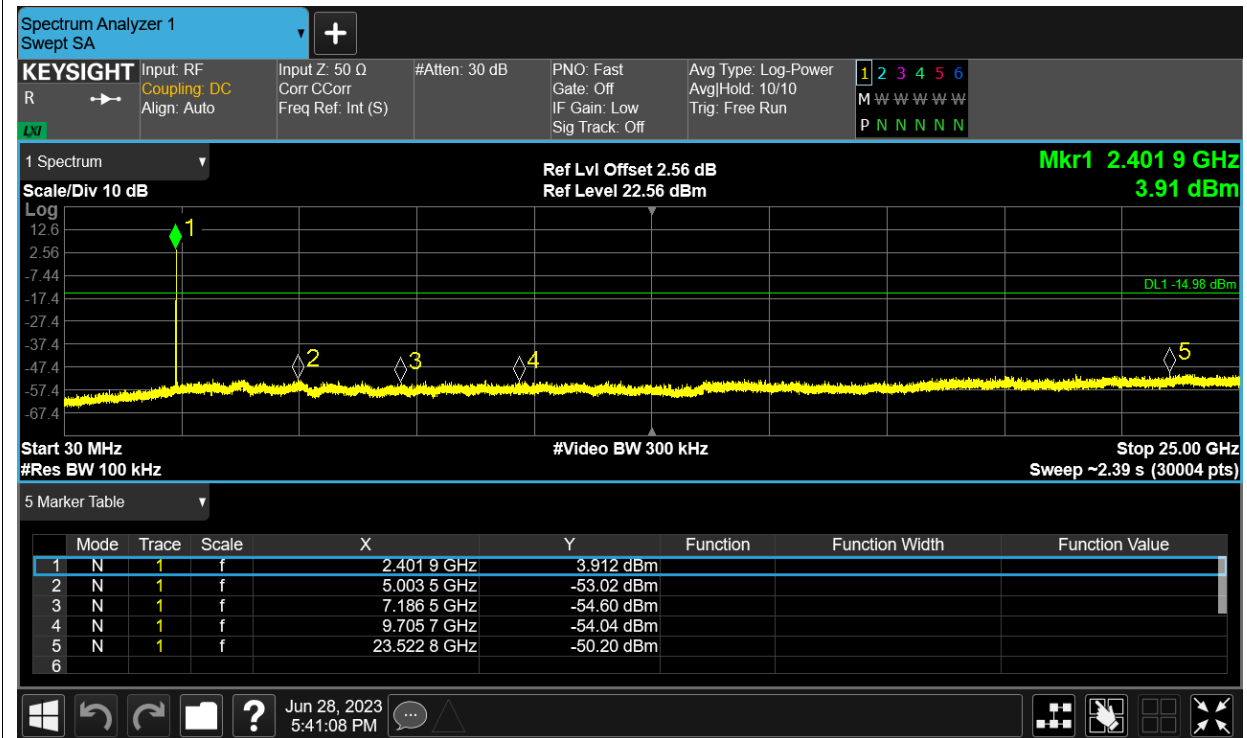 Spectrum Analyzer 1
Swept SA
KEYSIGHT
R
LXI
Input: RF
Coupling: DC
Align: Auto
Input Z: 50 Ω
Corr CCorr
Freq Ref: Int (S)
#Atten: 30 dB
PNO: Fast
Gate: Off
IF Gain: Low
Sig Track: Off
Avg Type: Log-Power
Avg|Hold: 10/10
Trig: Free Run
1 2 3 4 5 6
M W W W W W
P N N N N N
1 Spectrum
Scale/Div 10 dB
Ref Lvl Offset 2.56 dB
Ref Level 22.56 dBm
Mkr1 2.401 9 GHz
3.91 dBm
Log
12.6
2.56
-7.44
-17.4
-27.4
-37.4
-47.4
-57.4
-67.4
1
2
3
4
5
DL1 -14.98 dBm
Start 30 MHz
#Video BW 300 kHz
Stop 25.00 GHz
#Res BW 100 kHz
Sweep ~2.39 s (30004 pts)
5 Marker Table
Mode Trace Scale X Y Function Function Width Function Value
1 N 1 f 2.401 9 GHz 3.912 dBm
2 N 1 f 5.003 5 GHz -53.02 dBm
3 N 1 f 7.186 5 GHz -54.60 dBm
4 N 1 f 9.705 7 GHz -54.04 dBm
5 N 1 f 23.522 8 GHz -50.20 dBm
6
?
Jun 28, 2023
5:41:08 PM